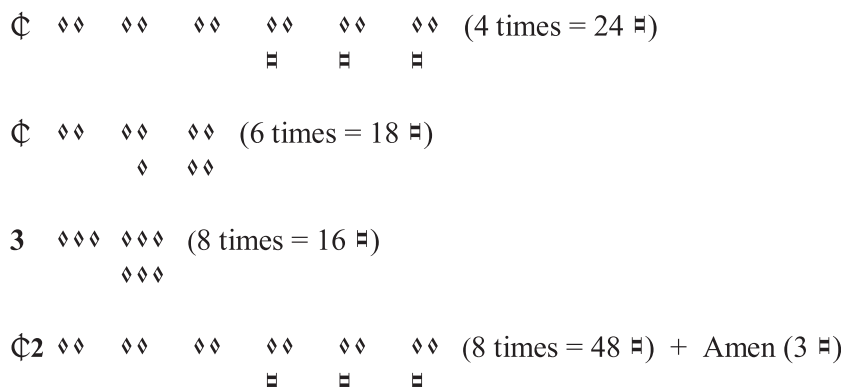 𝄵 ◊◊ ◊◊ ◊◊ ◊◊ ◊◊ ◊◊ (4 times = 24 𝆸)
𝆸 𝆸 𝆸
𝄵 ◊◊ ◊◊ ◊◊ (6 times = 18 𝆸)
◊ ◊◊
3 ◊◊◊ ◊◊◊ (8 times = 16 𝆸)
◊◊◊
𝄵2 ◊◊ ◊◊ ◊◊ ◊◊ ◊◊ ◊◊ (8 times = 48 𝆸) + Amen (3 𝆸)
𝆸 𝆸 𝆸